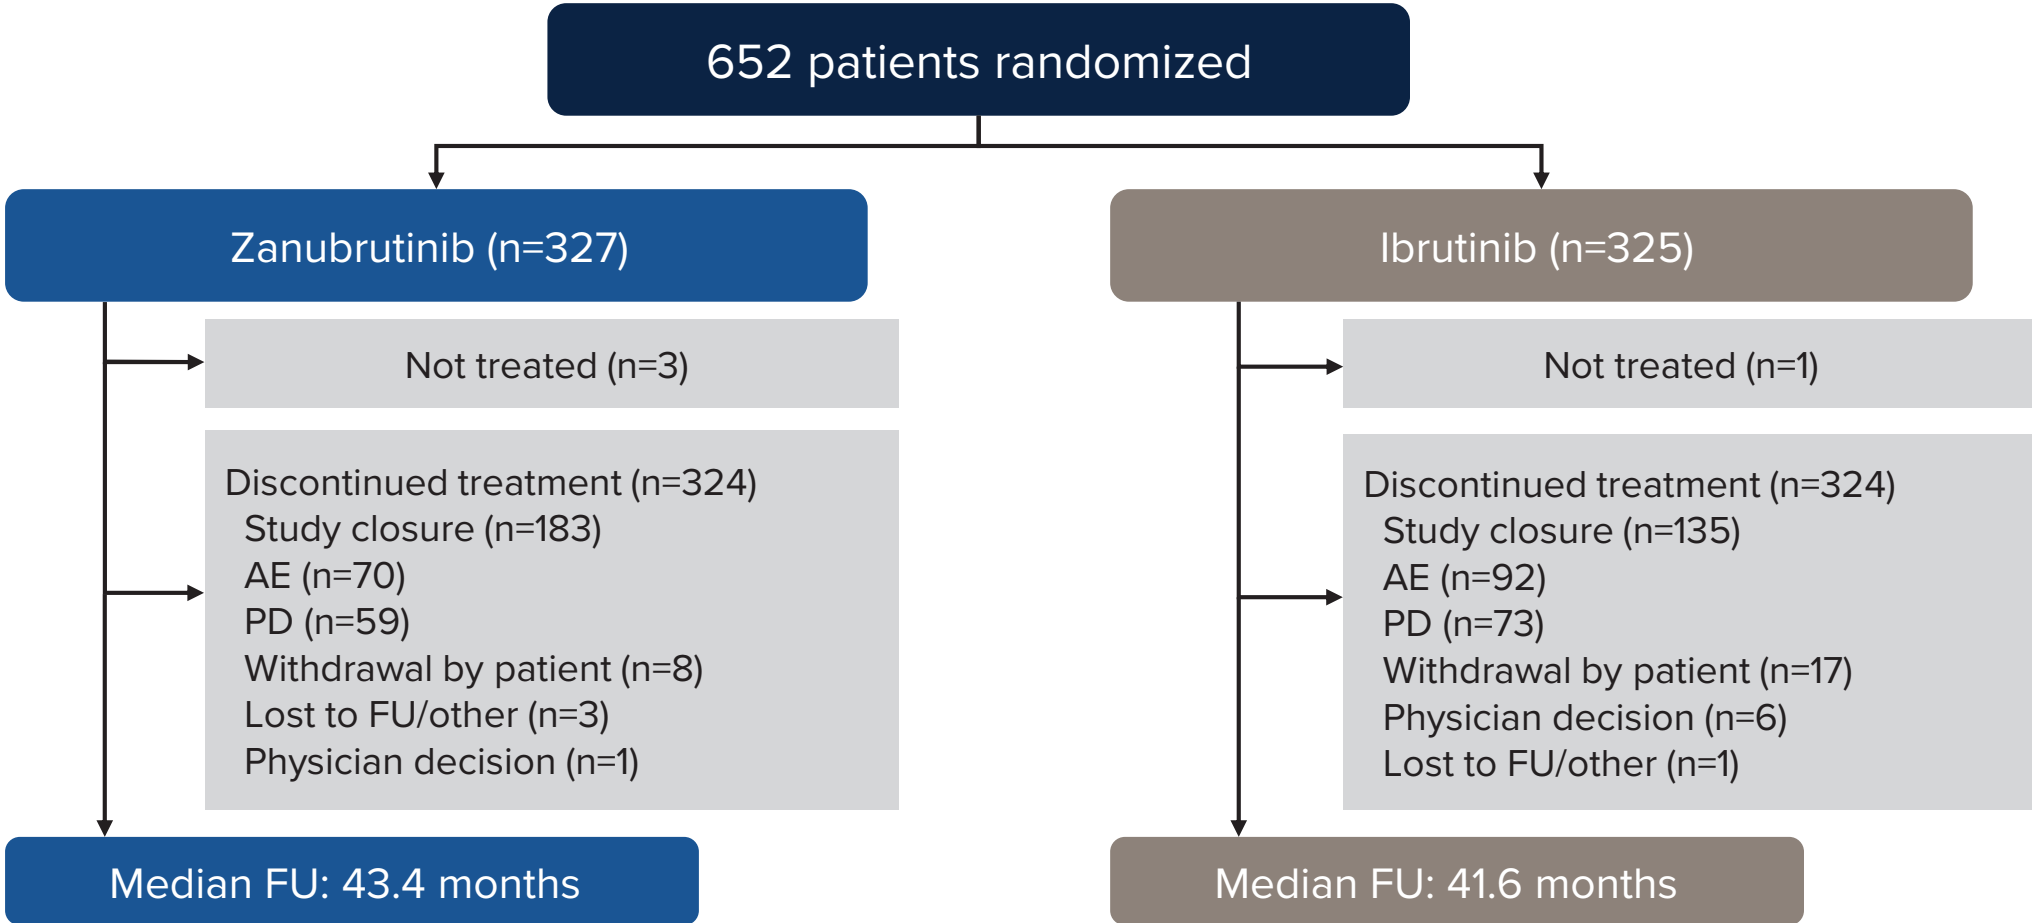 652 patients randomized
Zanubrutinib (n=327)
Not treated (n=3)
Discontinued treatment (n=324)
Study closure (n=183)
AE (n=70)
PD (n=59)
Withdrawal by patient (n=8)
Lost to FU/other (n=3)
Physician decision (n=1)
Median FU: 43.4 months
Ibrutinib (n=325)
Not treated (n=1)
Discontinued treatment (n=324)
Study closure (n=135)
AE (n=92)
PD (n=73)
Withdrawal by patient (n=17)
Physician decision (n=6)
Lost to FU/other (n=1)
Median FU: 41.6 months